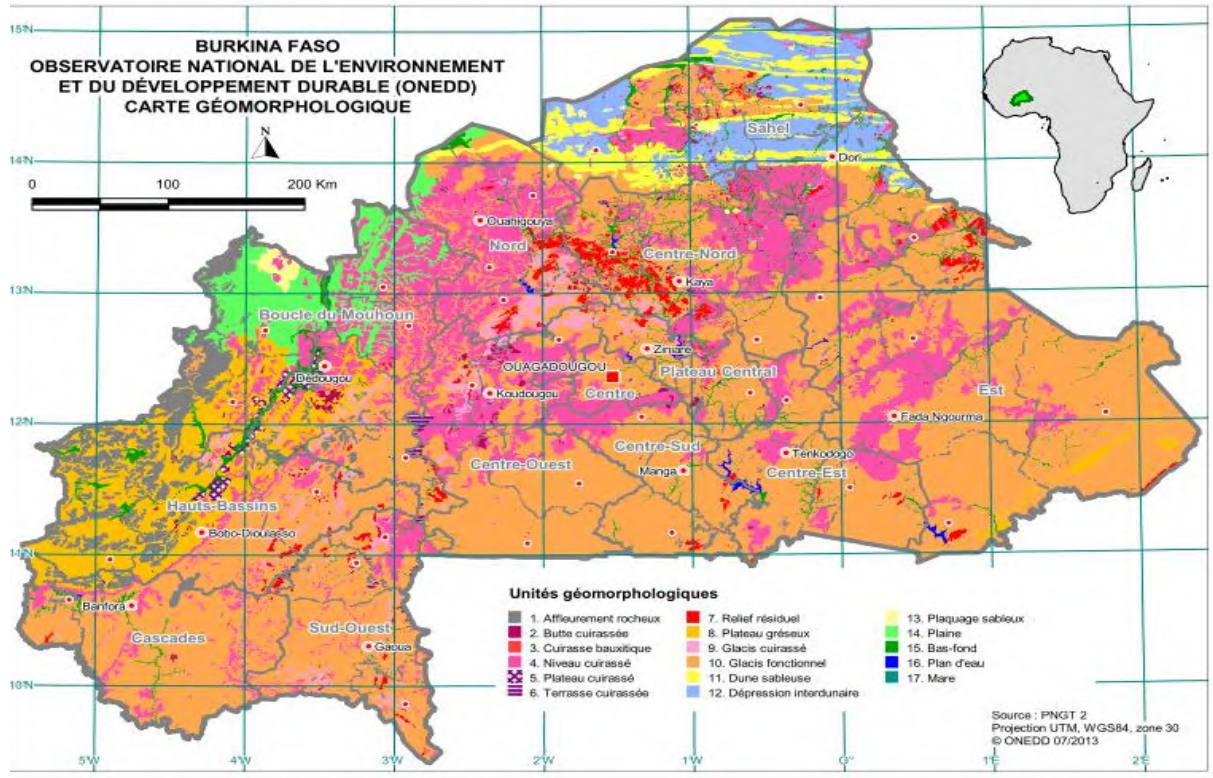 BURKINA FASO
OBSERVATOIRE NATIONAL DE L'ENVIRONNEMENT
ET DU DÉVELOPPEMENT DURABLE (ONEDD)
CARTE GÉOMORPHOLOGIQUE
N
0 100 200 Km
15°N
14°N
13°N
12°N
11°N
10°N
5°W
4°W
3°W
2°W
1°W
0°
1°E
2°E
Sahel
Dori
Ouahigouya
Nord
Centre-Nord
Kaya
Boucle du Mouhoun
Ziniare
OUAGADOUGOU
Plateau Central
Dédougou
Koudougou
Centre
Est
Fada Ngourma
Centre-Sud
Tenkodogo
Centre-Ouest
Manga
Centre-Est
Hauts-Bassins
Bobo-Dioulasso
Banfora
Cascades
Sud-Ouest
Gaoua
Unités géomorphologiques
1. Affleurement rocheux
2. Butte cuirassée
3. Cuirasse bauxitique
4. Niveau cuirassé
5. Plateau cuirassé
6. Terrasse cuirassée
7. Relief résiduel
8. Plateau gréseux
9. Glacis cuirassé
10. Glacis fonctionnel
11. Dune sableuse
12. Dépression interdunaire
13. Plaquage sableux
14. Plaine
15. Bas-fond
16. Plan d'eau
17. Mare
Source : PNGT 2
Projection UTM, WGS84, zone 30
© ONEDD 07/2013